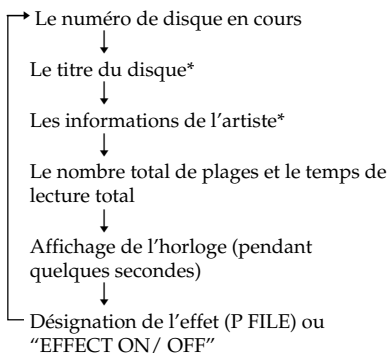 Le numéro de disque en cours
Le titre du disque*
Les informations de l’artiste*
Le nombre total de plages et le temps de
lecture total
Affichage de l’horloge (pendant
quelques secondes)
Désignation de l’effet (P FILE) ou
“EFFECT ON/ OFF”